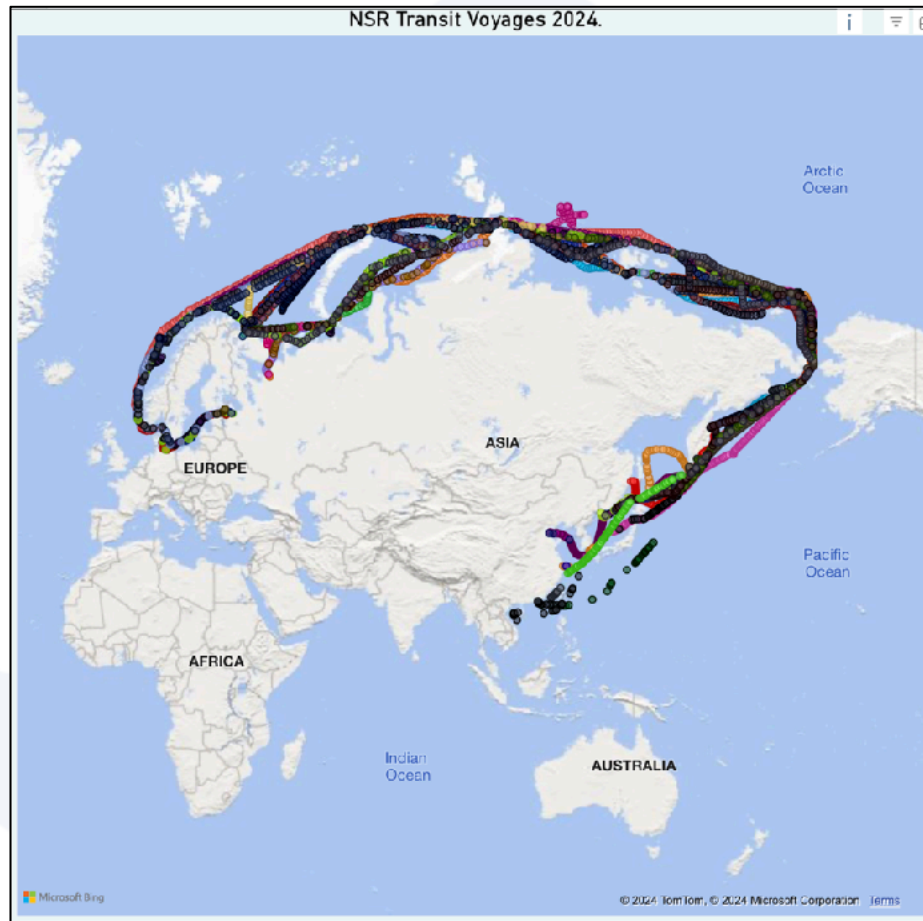 NSR Transit Voyages 2024.
Arctic
Ocean
ASIA
EUROPE
Pacific
Ocean
AFRICA
Indian
Ocean
AUSTRALIA
Microsoft Bing
© 2024 TomTom, © 2024 Microsoft Corporation Terms